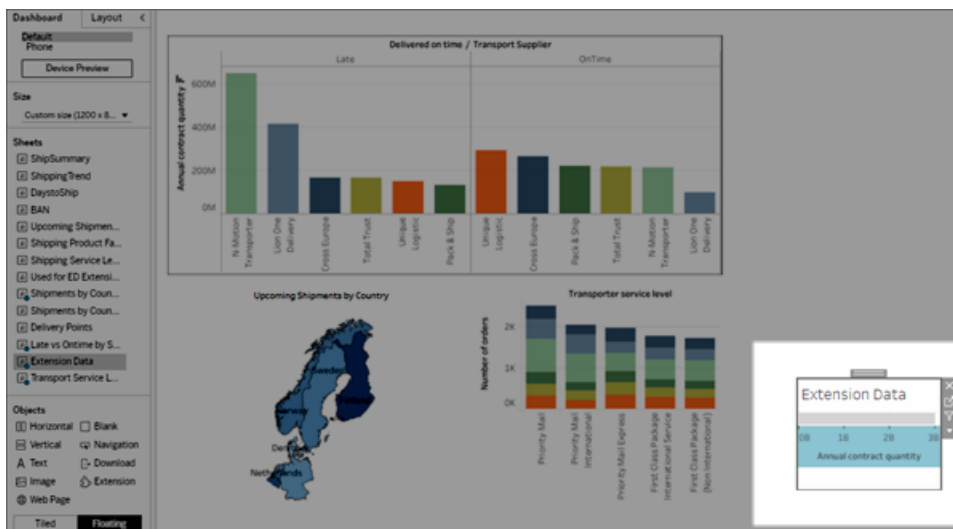 Dashboard
Layout
Default
Phone
Device Preview
Size
Custom size (1200 x 8...
Sheets
ShipSummary
ShippingTrend
DaystoShip
BAN
Upcoming Shipmen...
Shipping Product Fa...
Shipping Service Le...
Used for ED Extensi...
Shipments by Coun...
Shipments by Coun...
Delivery Points
Late vs Ontime by S...
Extension Data
Transport Service L...
Objects
Horizontal
Blank
Vertical
Navigation
Text
Download
Image
Extension
Web Page
Tiled
Floating
Delivered on time / Transport Supplier
Late
OnTime
Annual contract quantity
600M
400M
200M
0M
N-Motion
Transporter
Lion One
Delivery
Cross Europe
Total Trust
Unique
Logistic
Pack & Ship
Unique
Logistic
Cross Europe
Pack & Ship
Total Trust
N-Motion
Transporter
Lion One
Delivery
Upcoming Shipments by Country
Sweden
Finland
Norway
Netherlands
Transporter service level
Number of orders
2K
1K
0K
Priority Mail
Priority Mail
International
Priority Mail Express
First Class Package
International Service
First Class Package
(Non International)
Extension Data
0B 1B 2B 3B
Annual contract quantity